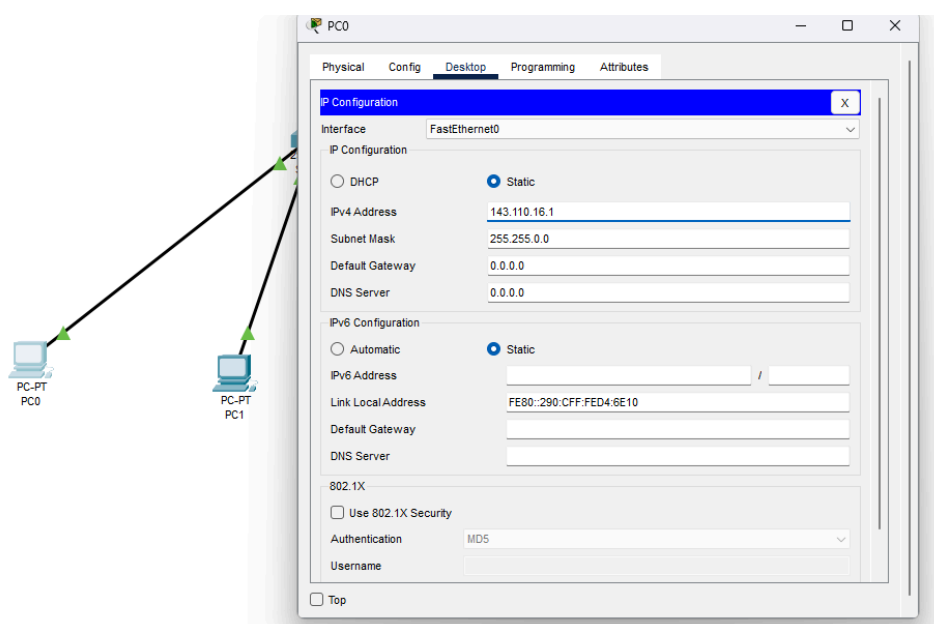 PC0
Physical Config Desktop Programming Attributes
IP Configuration X
Interface FastEthernet0
IP Configuration
DHCP Static
IPv4 Address 143.110.16.1
Subnet Mask 255.255.0.0
Default Gateway 0.0.0.0
DNS Server 0.0.0.0
IPv6 Configuration
Automatic Static
IPv6 Address /
Link Local Address FE80::290:CFF:FED4:6E10
Default Gateway
DNS Server
802.1X
Use 802.1X Security
Authentication MD5
Username
Top
PC-PT
PC0
PC-PT
PC1